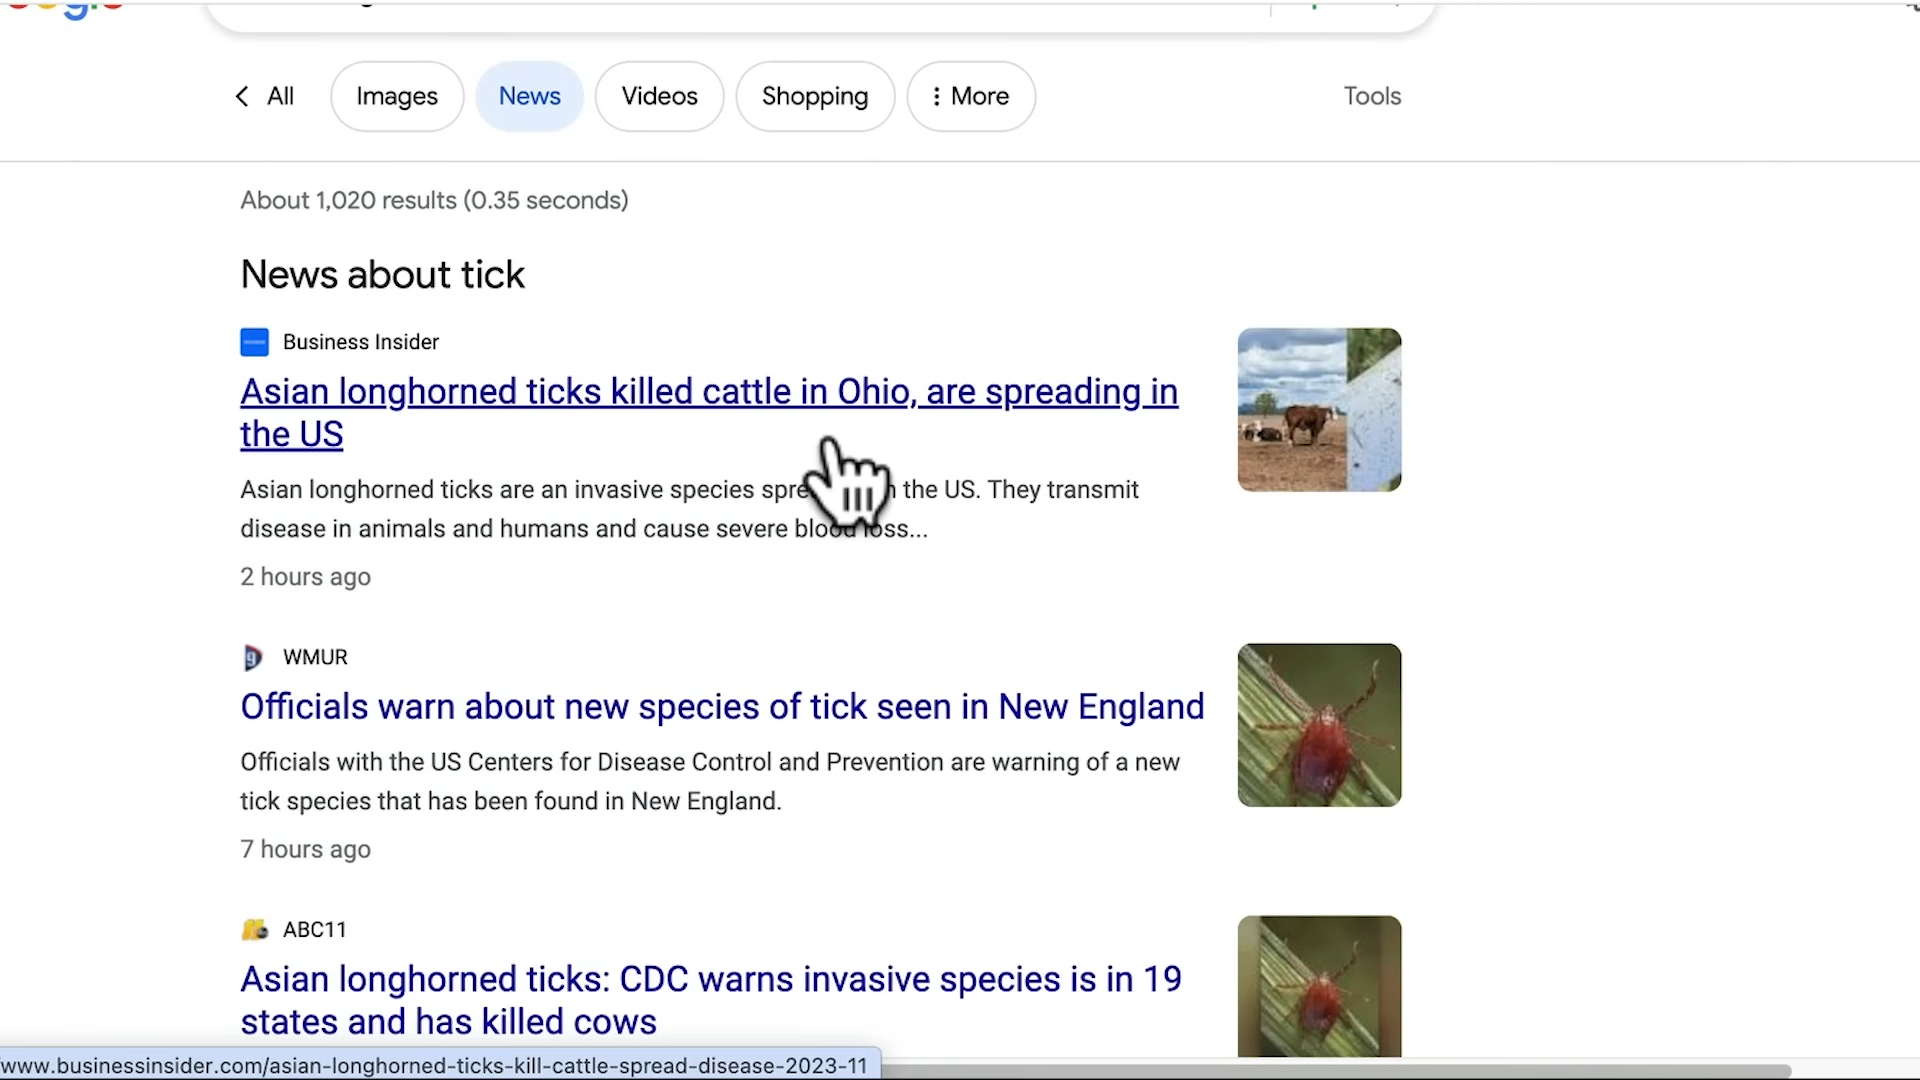 All
Images
News
Videos
Shopping
More
Tools
About 1,020 results (0.35 seconds)
News about tick
Business Insider
Asian longhorned ticks killed cattle in Ohio, are spreading in
the US
Asian longhorned ticks are an invasive species the US. They transmit
disease in animals and humans and cause severe blood loss...
2 hours ago
WMUR
Officials warn about new species of tick seen in New England
Officials with the US Centers for Disease Control and Prevention are warning of a new
tick species that has been found in New England.
7 hours ago
ABC11
Asian longhorned ticks: CDC warns invasive species is in 19
states and has killed cows
www.businessinsider.com/asian-longhorned-ticks-kill-cattle-spread-disease-2023-11